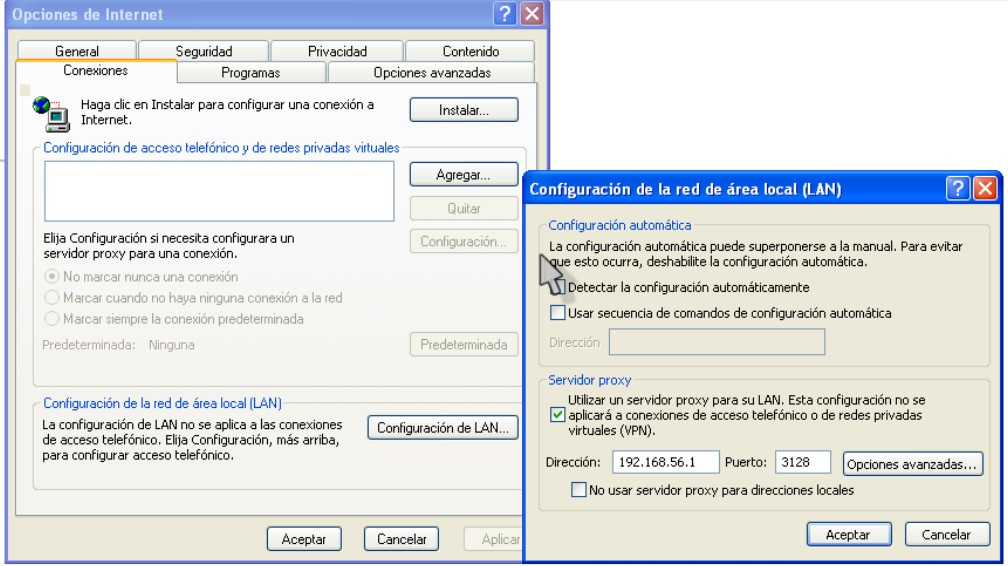 Opciones de Internet
General
Seguridad
Privacidad
Contenido
Conexiones
Programas
Opciones avanzadas
Haga clic en Instalar para configurar una conexión a
Internet.
Instalar...
Configuración de acceso telefónico y de redes privadas virtuales
Agregar...
Quitar
Configuración...
Elija Configuración si necesita configurara un
servidor proxy para una conexión.
No marcar nunca una conexión
Marcar cuando no haya ninguna conexión a la red
Marcar siempre la conexión predeterminada
Predeterminada: Ninguna
Predeterminada
Configuración de la red de área local (LAN)
La configuración de LAN no se aplica a las conexiones
de acceso telefónico. Elija Configuración, más arriba,
para configurar acceso telefónico.
Configuración de LAN...
Aceptar
Cancelar
Aplicar
Configuración de la red de área local (LAN)
Configuración automática
La configuración automática puede superponerse a la manual. Para evitar
que esto ocurra, deshabilite la configuración automática.
Detectar la configuración automáticamente
Usar secuencia de comandos de configuración automática
Dirección
Servidor proxy
Utilizar un servidor proxy para su LAN. Esta configuración no se
aplicará a conexiones de acceso telefónico o de redes privadas
virtuales (VPN).
Dirección: 192.168.56.1 Puerto: 3128 Opciones avanzadas...
No usar servidor proxy para direcciones locales
Aceptar
Cancelar